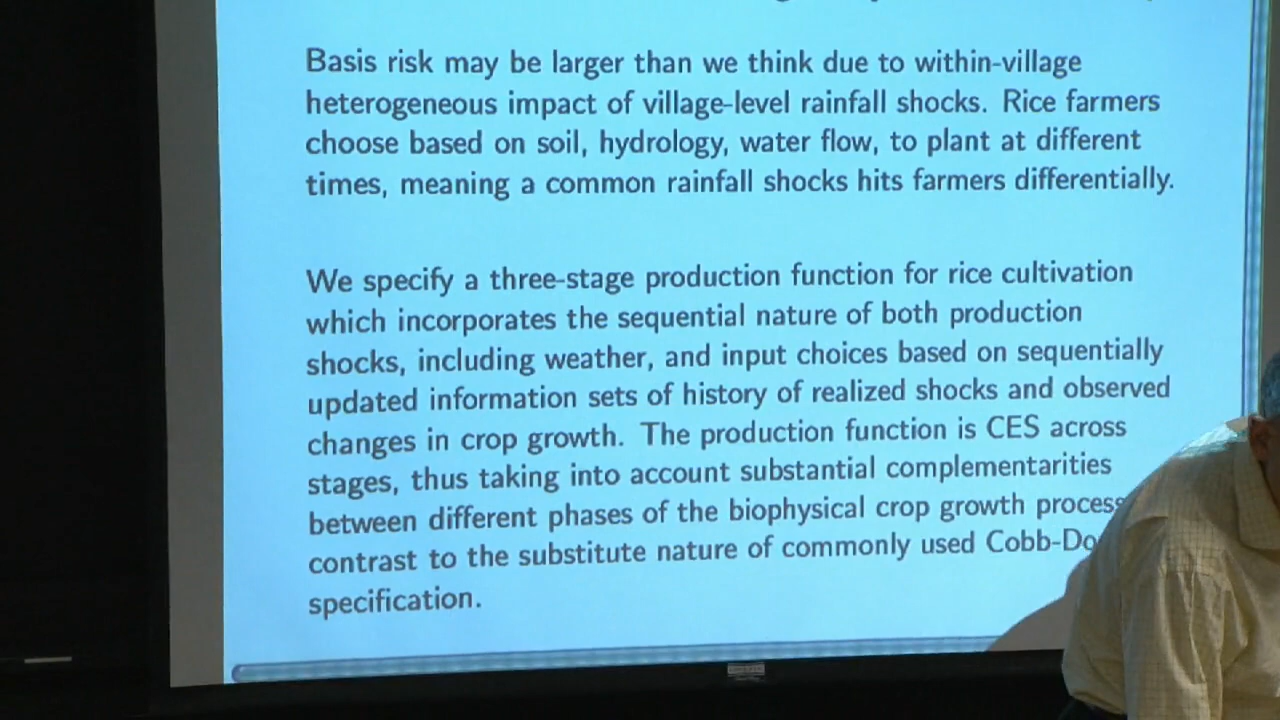 Basis risk may be larger than we think due to within-village
heterogeneous impact of village-level rainfall shocks. Rice farmers
choose based on soil, hydrology, water flow, to plant at different
times, meaning a common rainfall shocks hits farmers differentially.
We specify a three-stage production function for rice cultivation
which incorporates the sequential nature of both production
shocks, including weather, and input choices based on sequentially
updated information sets of history of realized shocks and observed
changes in crop growth. The production function is CES across
stages, thus taking into account substantial complementarities
between different phases of the biophysical crop growth
contrast to the substitute nature of commonly used
specification.